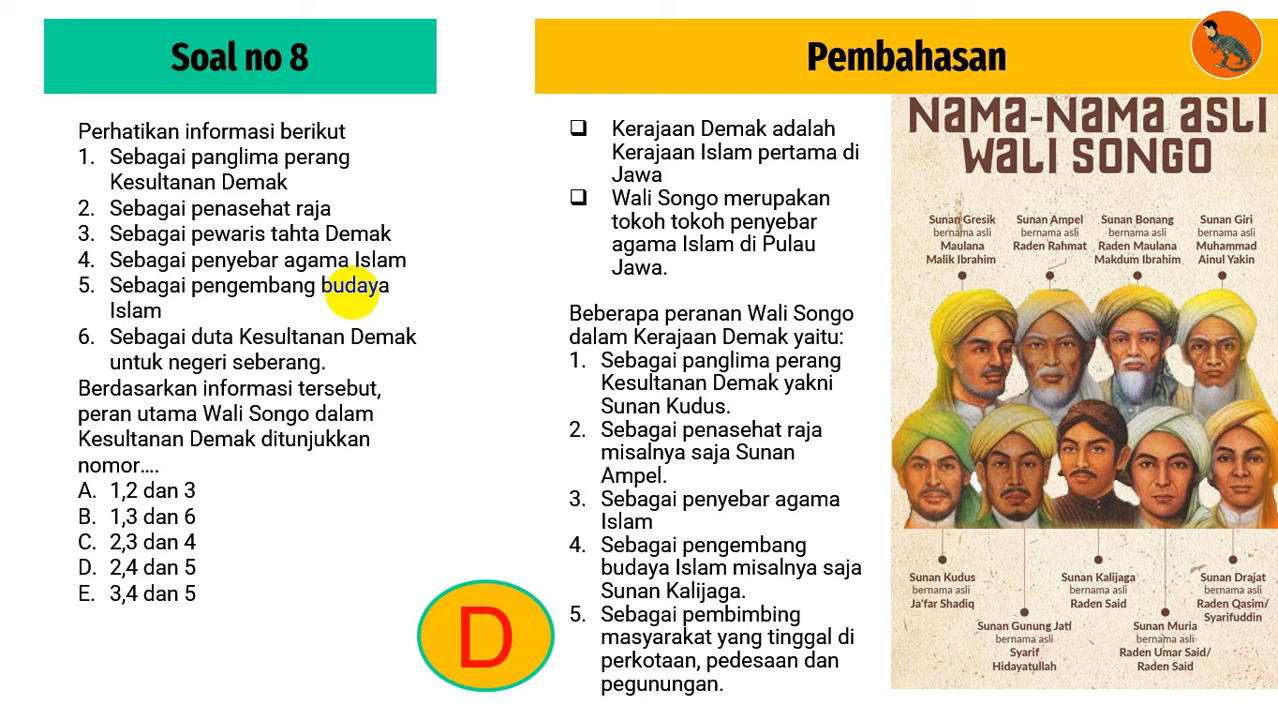 Soal no 8
Perhatikan informasi berikut
1. Sebagai panglima perang
Kesultanan Demak
2. Sebagai penasehat raja
3. Sebagai pewaris tahta Demak
4. Sebagai penyebar agama Islam
5. Sebagai pengembang budaya
Islam
6. Sebagai duta Kesultanan Demak
untuk negeri seberang.
Berdasarkan informasi tersebut,
peran utama Wali Songo dalam
Kesultanan Demak ditunjukkan
nomor....
A. 1,2 dan 3
B. 1,3 dan 6
C. 2,3 dan 4
D. 2,4 dan 5
E. 3,4 dan 5
D
Pembahasan
❑ Kerajaan Demak adalah
Kerajaan Islam pertama di
Jawa
❑ Wali Songo merupakan
tokoh tokoh penyebar
agama Islam di Pulau
Jawa.
Beberapa peranan Wali Songo
dalam Kerajaan Demak yaitu:
1. Sebagai panglima perang
Kesultanan Demak yakni
Sunan Kudus.
2. Sebagai penasehat raja
misalnya saja Sunan
Ampel.
3. Sebagai penyebar agama
Islam
4. Sebagai pengembang
budaya Islam misalnya saja
Sunan Kalijaga.
5. Sebagai pembimbing
masyarakat yang tinggal di
perkotaan, pedesaan dan
pegunungan.
NAMA-NAMA ASLI
WALI SONGO
Sunan Gresik
bernama asli
Maulana
Malik Ibrahim
Sunan Ampel
bernama asli
Raden Rahmat
Sunan Bonang
bernama asli
Raden Maulana
Makdum Ibrahim
Sunan Giri
bernama asli
Muhammad
Ainul Yakin
Sunan Kudus
bernama asli
Ja'far Shadiq
Sunan Gunung Jati
bernama asli
Syarif
Hidayatullah
Sunan Kalijaga
bernama asli
Raden Said
Sunan Muria
bernama asli
Raden Umar Said/
Raden Said
Sunan Drajat
bernama asli
Raden Qasim/
Syarifuddin